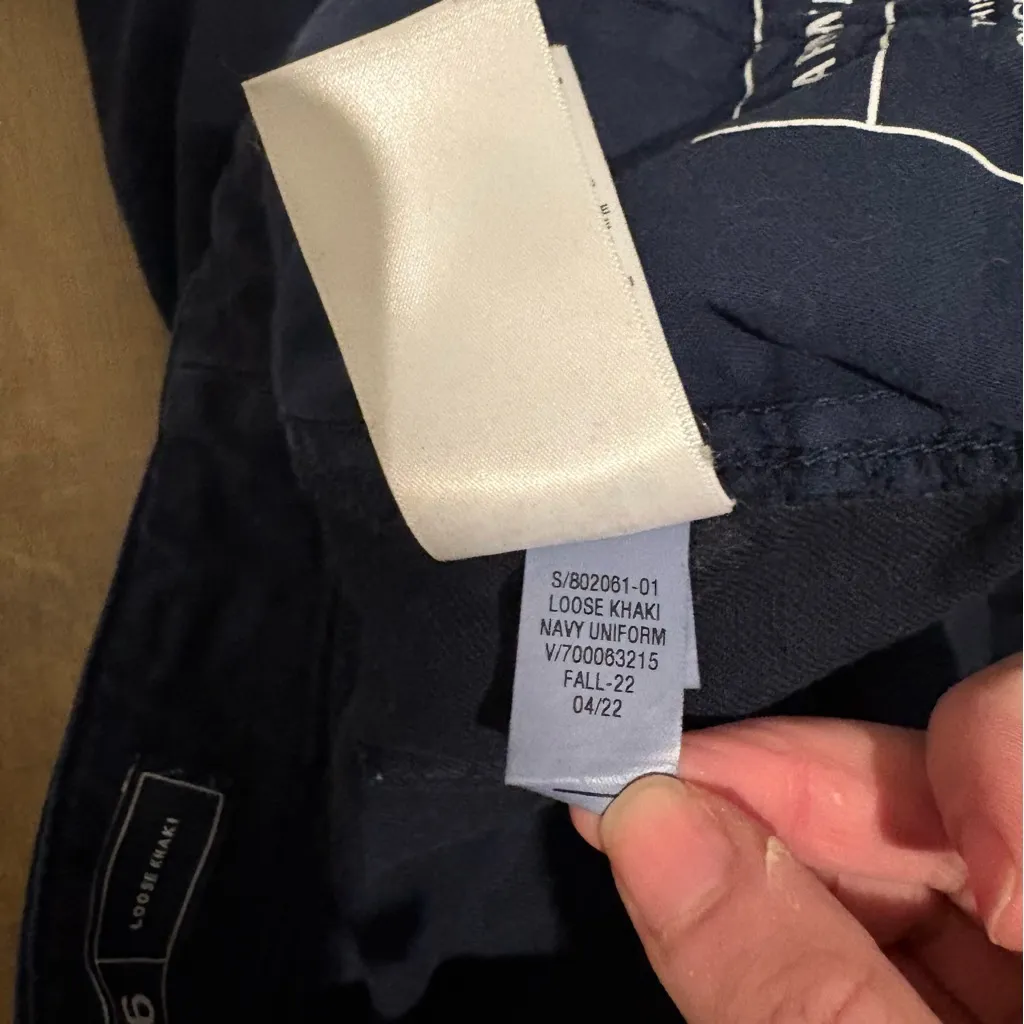 S/802061-01
LOOSE KHAKI
NAVY UNIFORM
V/700063215
FALL-22
04/22
LOOSE KHAKI